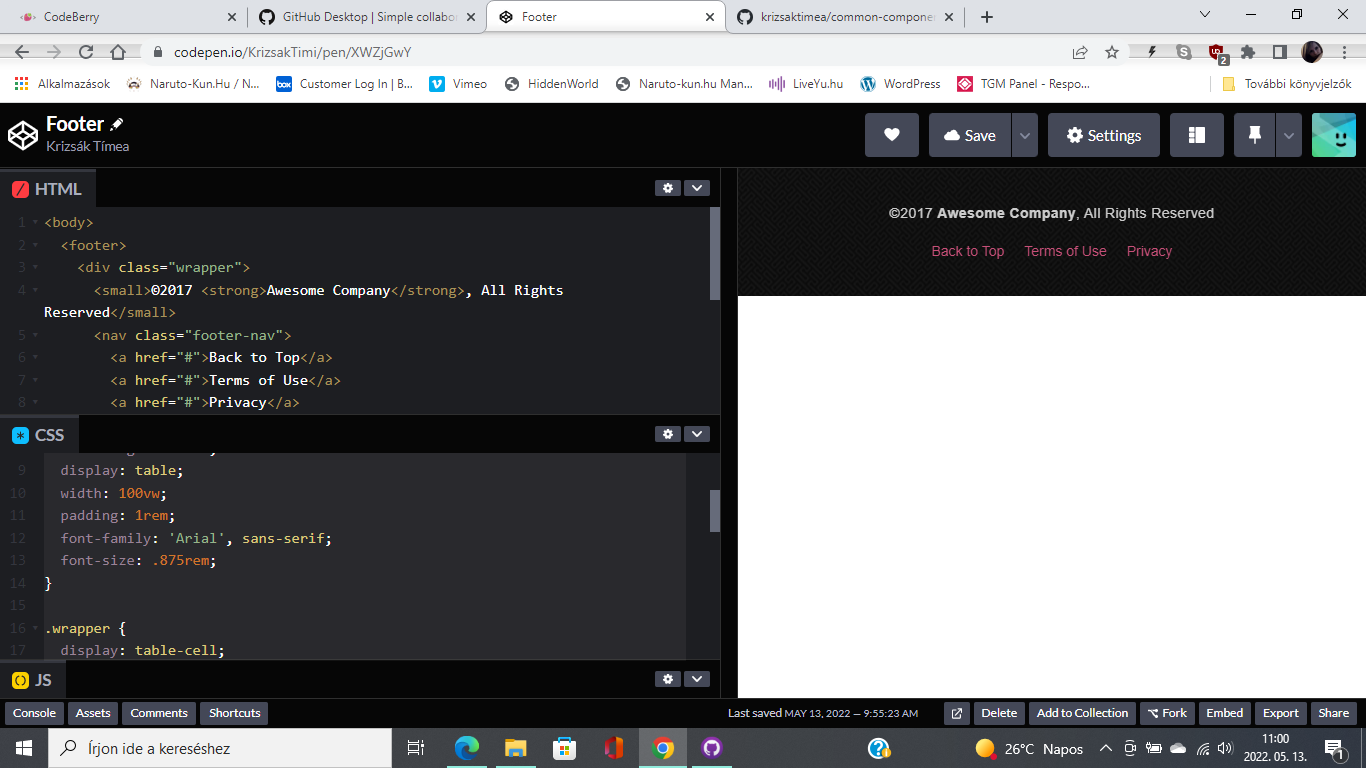 CodeBerry
GitHub Desktop | Simple collabor
Footer
krizsaktimea/common-compone
codepen.io/KrizsakTimi/pen/XWZjGwY
2
Alkalmazások
Naruto-Kun.Hu / N...
box
Customer Log In | B...
Vimeo
HiddenWorld
Naruto-kun.hu Man...
LiveYu.hu
WordPress
TGM Panel - Respo...
További könyvjelzők
Footer
Krizsák Tímea
Save
Settings
HTML
1 <body>
2 <footer>
3 <div class="wrapper">
4 <small>©2017 <strong>Awesome Company</strong>, All Rights
Reserved</small>
5 <nav class="footer-nav">
6 <a href="#">Back to Top</a>
7 <a href="#">Terms of Use</a>
8 <a href="#">Privacy</a>
CSS
9 display: table;
10 width: 100vw;
11 padding: 1rem;
12 font-family: 'Arial', sans-serif;
13 font-size: .875rem;
14 }
15
16 .wrapper {
17 display: table-cell;
JS
©2017 Awesome Company, All Rights Reserved
Back to Top Terms of Use Privacy
Console
Assets
Comments
Shortcuts
Last saved MAY 13, 2022 — 9:55:23 AM
Delete
Add to Collection
Fork
Embed
Export
Share
Írjon ide a kereséshez
26°C Napos
11:00
2022. 05. 13.
1